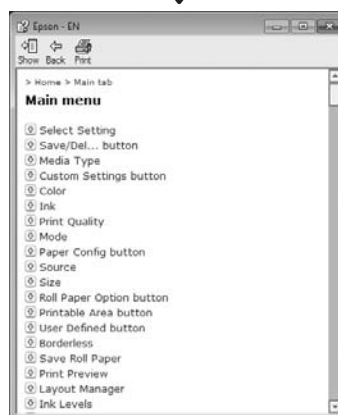 Epson - EN
Show Back Print
> Home > Main tab
Main menu
Select Setting
Save/Del... button
Media Type
Custom Settings button
Color
Ink
Print Quality
Mode
Paper Config button
Source
Size
Roll Paper Option button
Printable Area button
User Defined button
Borderless
Save Roll Paper
Print Preview
Layout Manager
Ink Levels